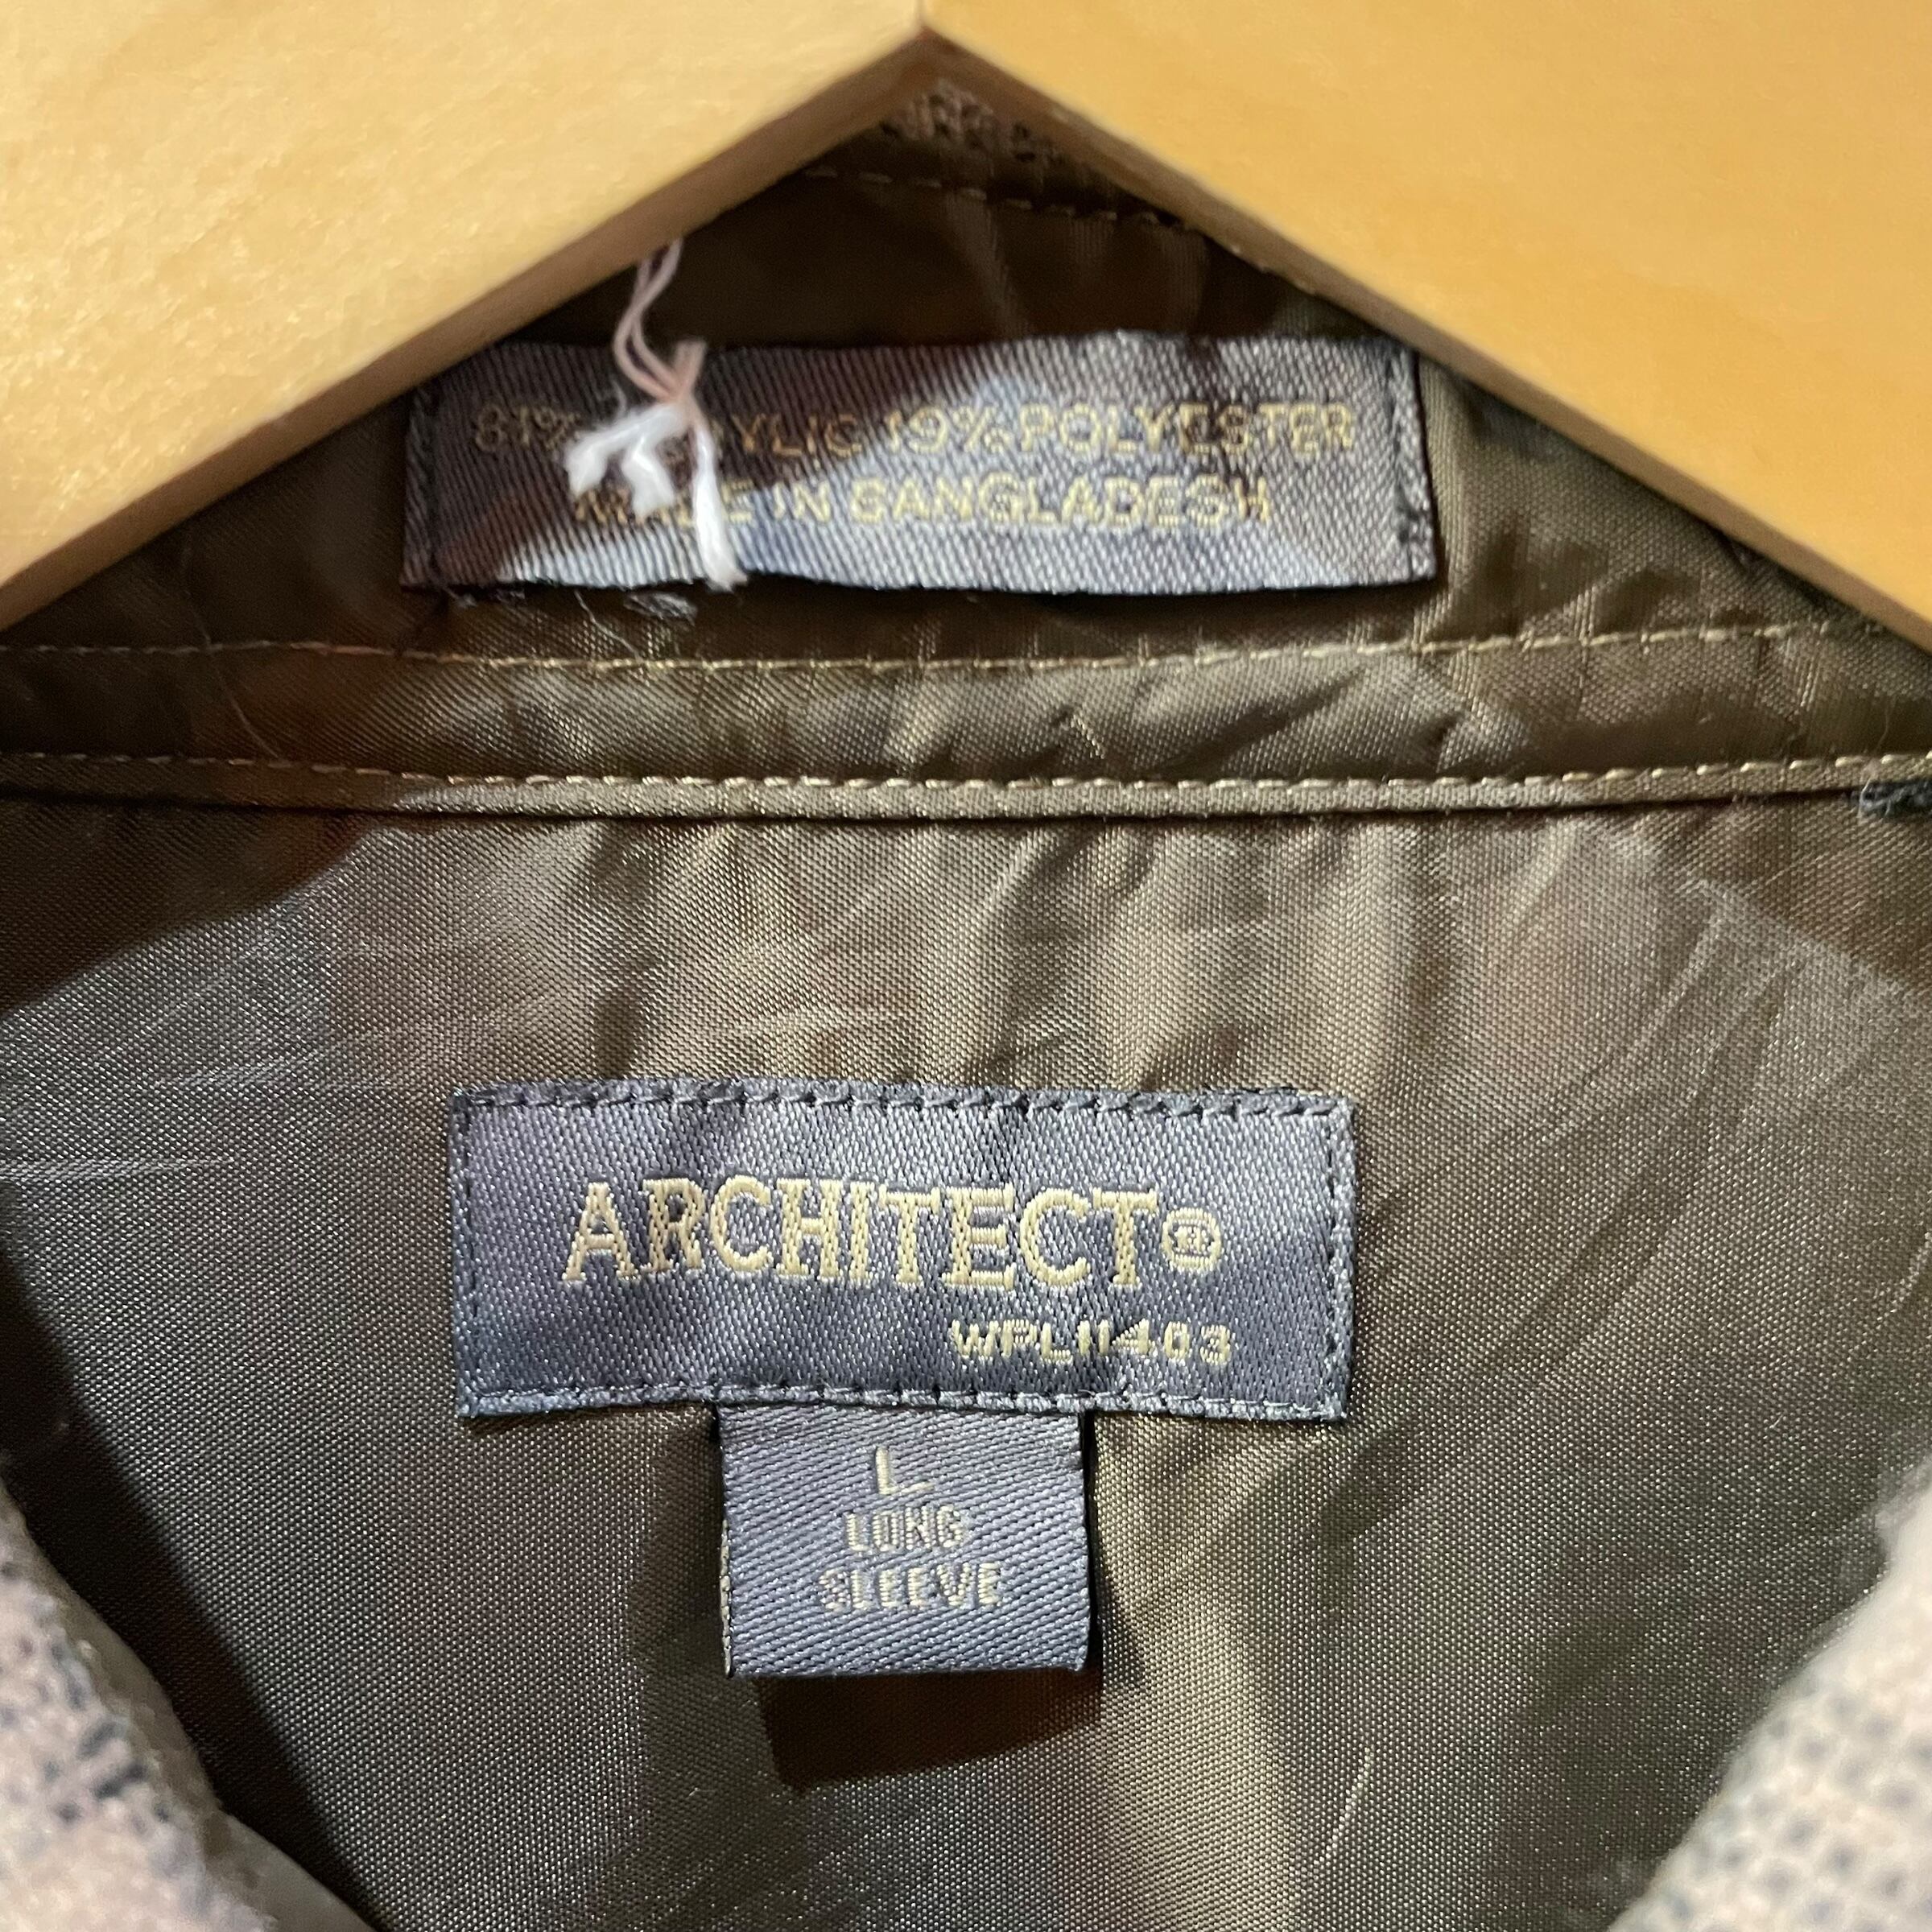 81% ACRYLIC 19% POLYESTER
MADE IN BANGLADESH
ARCHITECT®
WPL11403
L
LONG
SLEEVE